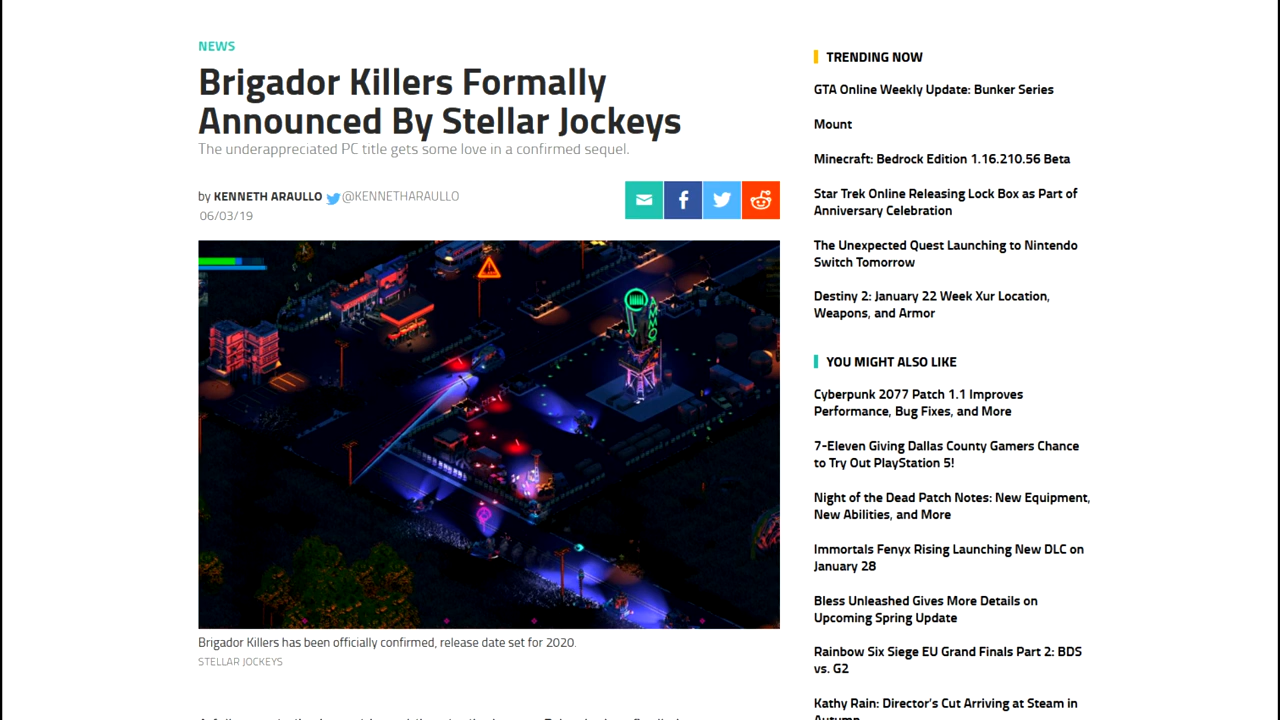 NEWS
Brigador Killers Formally
Announced By Stellar Jockeys
The underappreciated PC title gets some love in a confirmed sequel.
by KENNETH ARAULLO @KENNETHARAULLO
06/03/19
AMMO
Brigador Killers has been officially confirmed, release date set for 2020.
STELLAR JOCKEYS
TRENDING NOW
GTA Online Weekly Update: Bunker Series
Mount
Minecraft: Bedrock Edition 1.16.210.56 Beta
Star Trek Online Releasing Lock Box as Part of
Anniversary Celebration
The Unexpected Quest Launching to Nintendo
Switch Tomorrow
Destiny 2: January 22 Week Xur Location,
Weapons, and Armor
YOU MIGHT ALSO LIKE
Cyberpunk 2077 Patch 1.1 Improves
Performance, Bug Fixes, and More
7-Eleven Giving Dallas County Gamers Chance
to Try Out PlayStation 5!
Night of the Dead Patch Notes: New Equipment,
New Abilities, and More
Immortals Fenyx Rising Launching New DLC on
January 28
Bless Unleashed Gives More Details on
Upcoming Spring Update
Rainbow Six Siege EU Grand Finals Part 2: BDS
vs. G2
Kathy Rain: Director's Cut Arriving at Steam in
Autumn